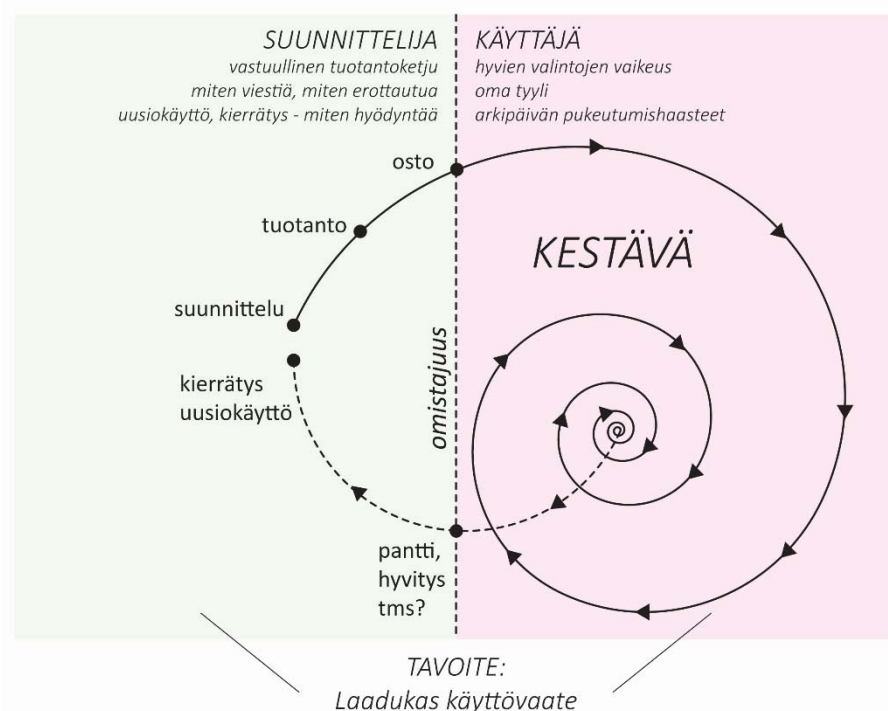 SUUNNITTELIJA
vastuullinen tuotantoketju
miten viestiä, miten erottautua
uusiokäyttö, kierrätys - miten hyödyntää
KÄYTTÄJÄ
hyvien valintojen vaikeus
oma tyyli
arkipäivän pukeutumishaasteet
osto
tuotanto
suunnittelu
kierrätys
uusiokäyttö
omistajuus
KESTÄVÄ
pantti,
hyvitys
tms?
TAVOITE:
Laadukas käyttövaate